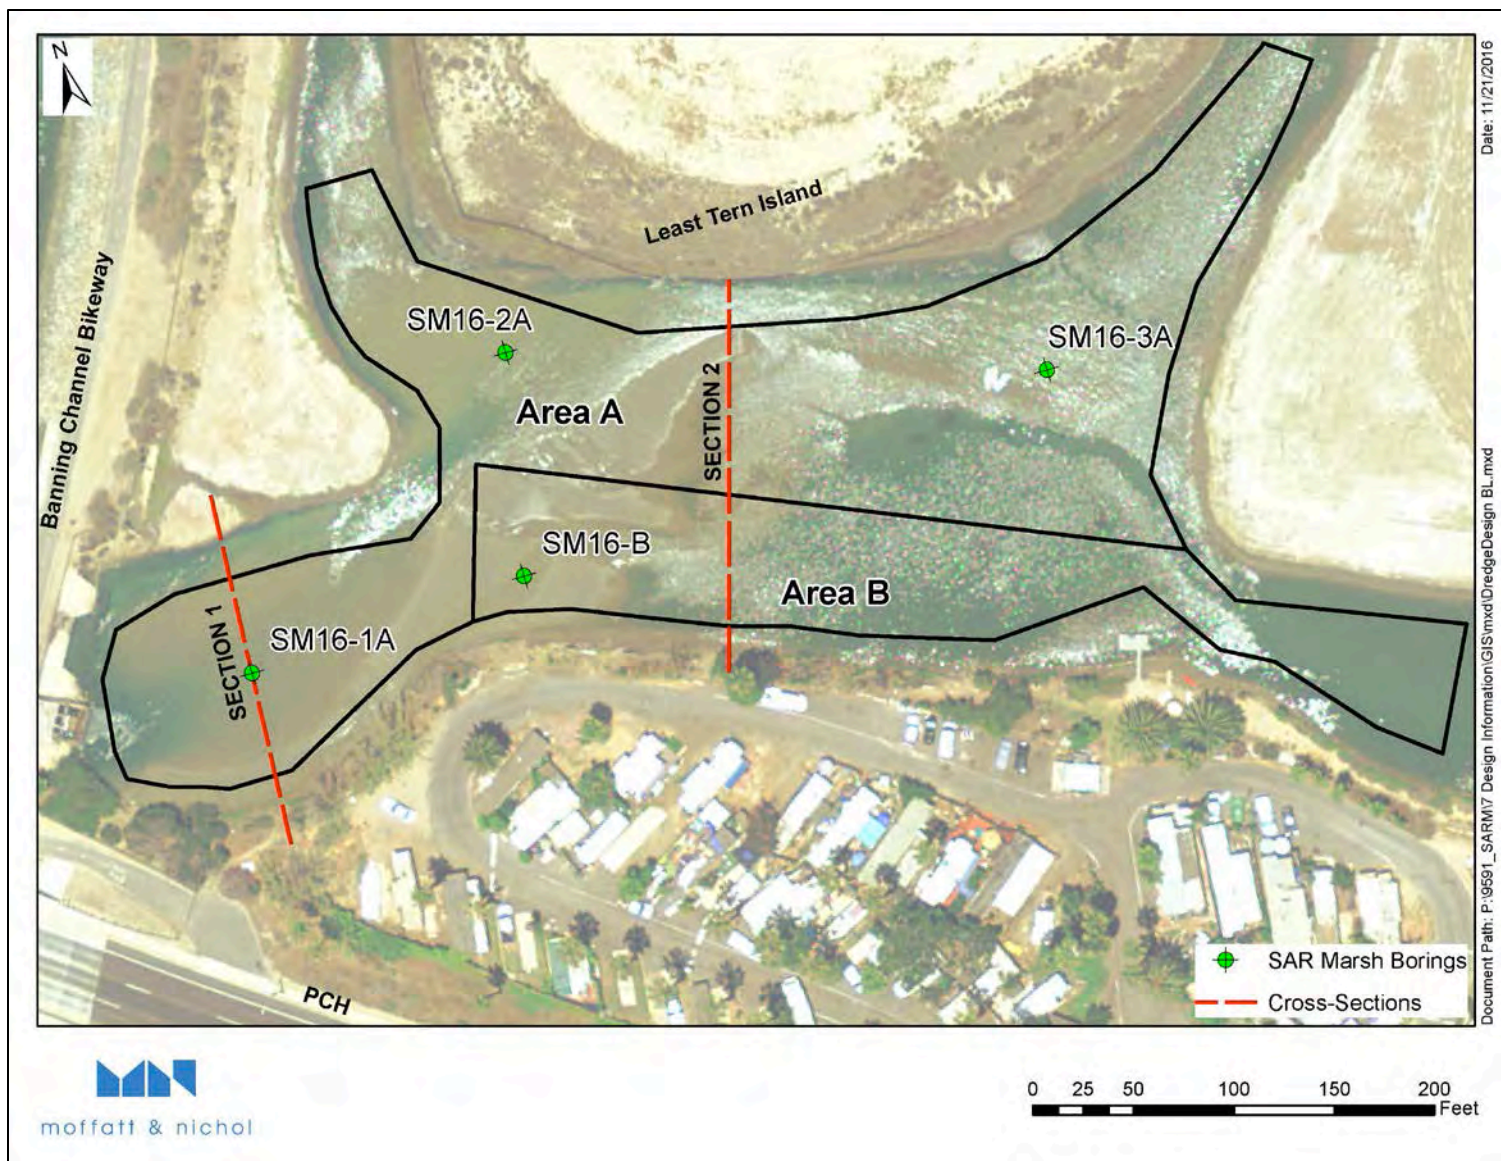 N
Date: 11/21/2016
Least Tern Island
Banning Channel Bikeway
SM16-2A
SM16-3A
SECTION 2
Area A
SM16-B
Area B
SECTION 1
SM16-1A
PCH
SAR Marsh Borings
Cross-Sections
Document Path: P:\9591_SARM\7 Design Information\GIS\mxd\DredgeDesign BL.mxd
moffatt & nichol
0 25 50 100 150 200
Feet